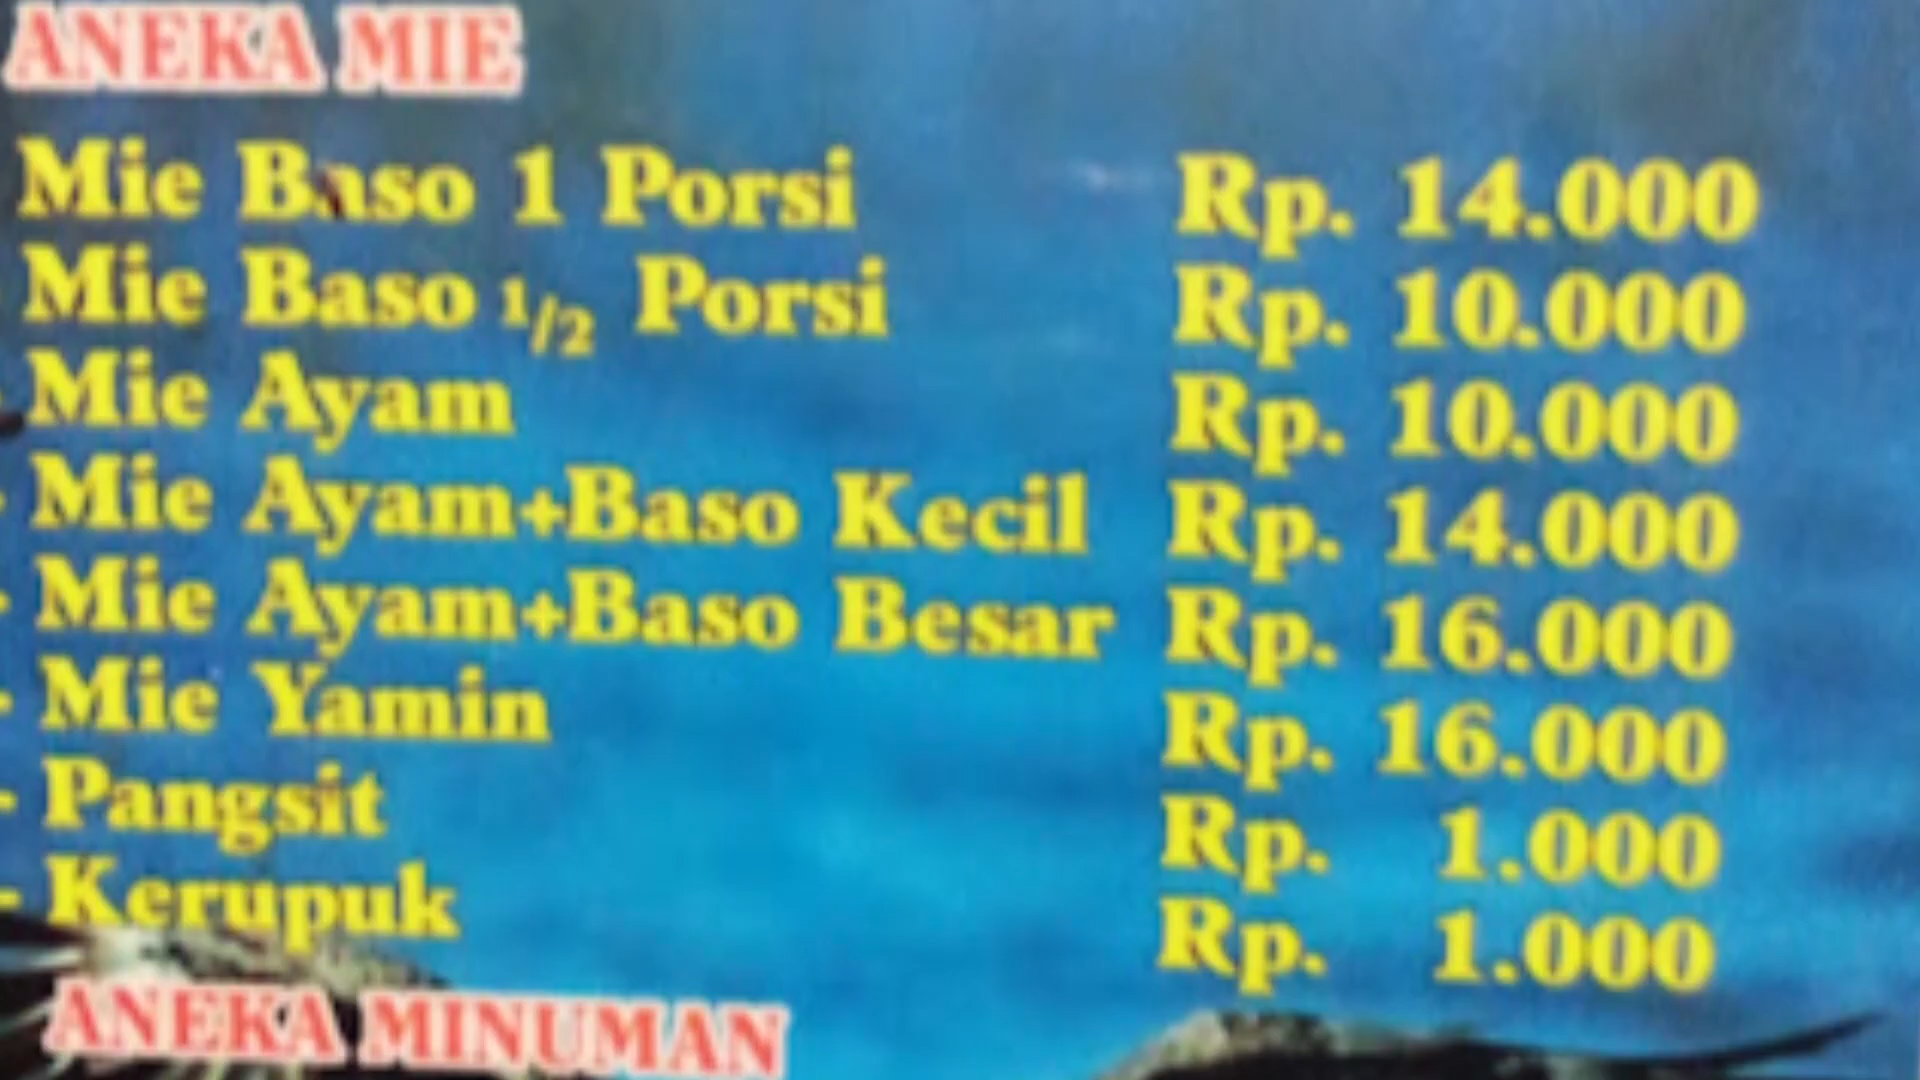 ANEKA MIE
Mie Baso 1 Porsi Rp. 14.000
- Mie Baso 1/2 Porsi Rp. 10.000
- Mie Ayam Rp. 10.000
- Mie Ayam+Baso Kecil Rp. 14.000
- Mie Ayam+Baso Besar Rp. 16.000
- Mie Yamin Rp. 16.000
- Pangsit Rp. 1.000
- Kerupuk Rp. 1.000
ANEKA MINUMAN